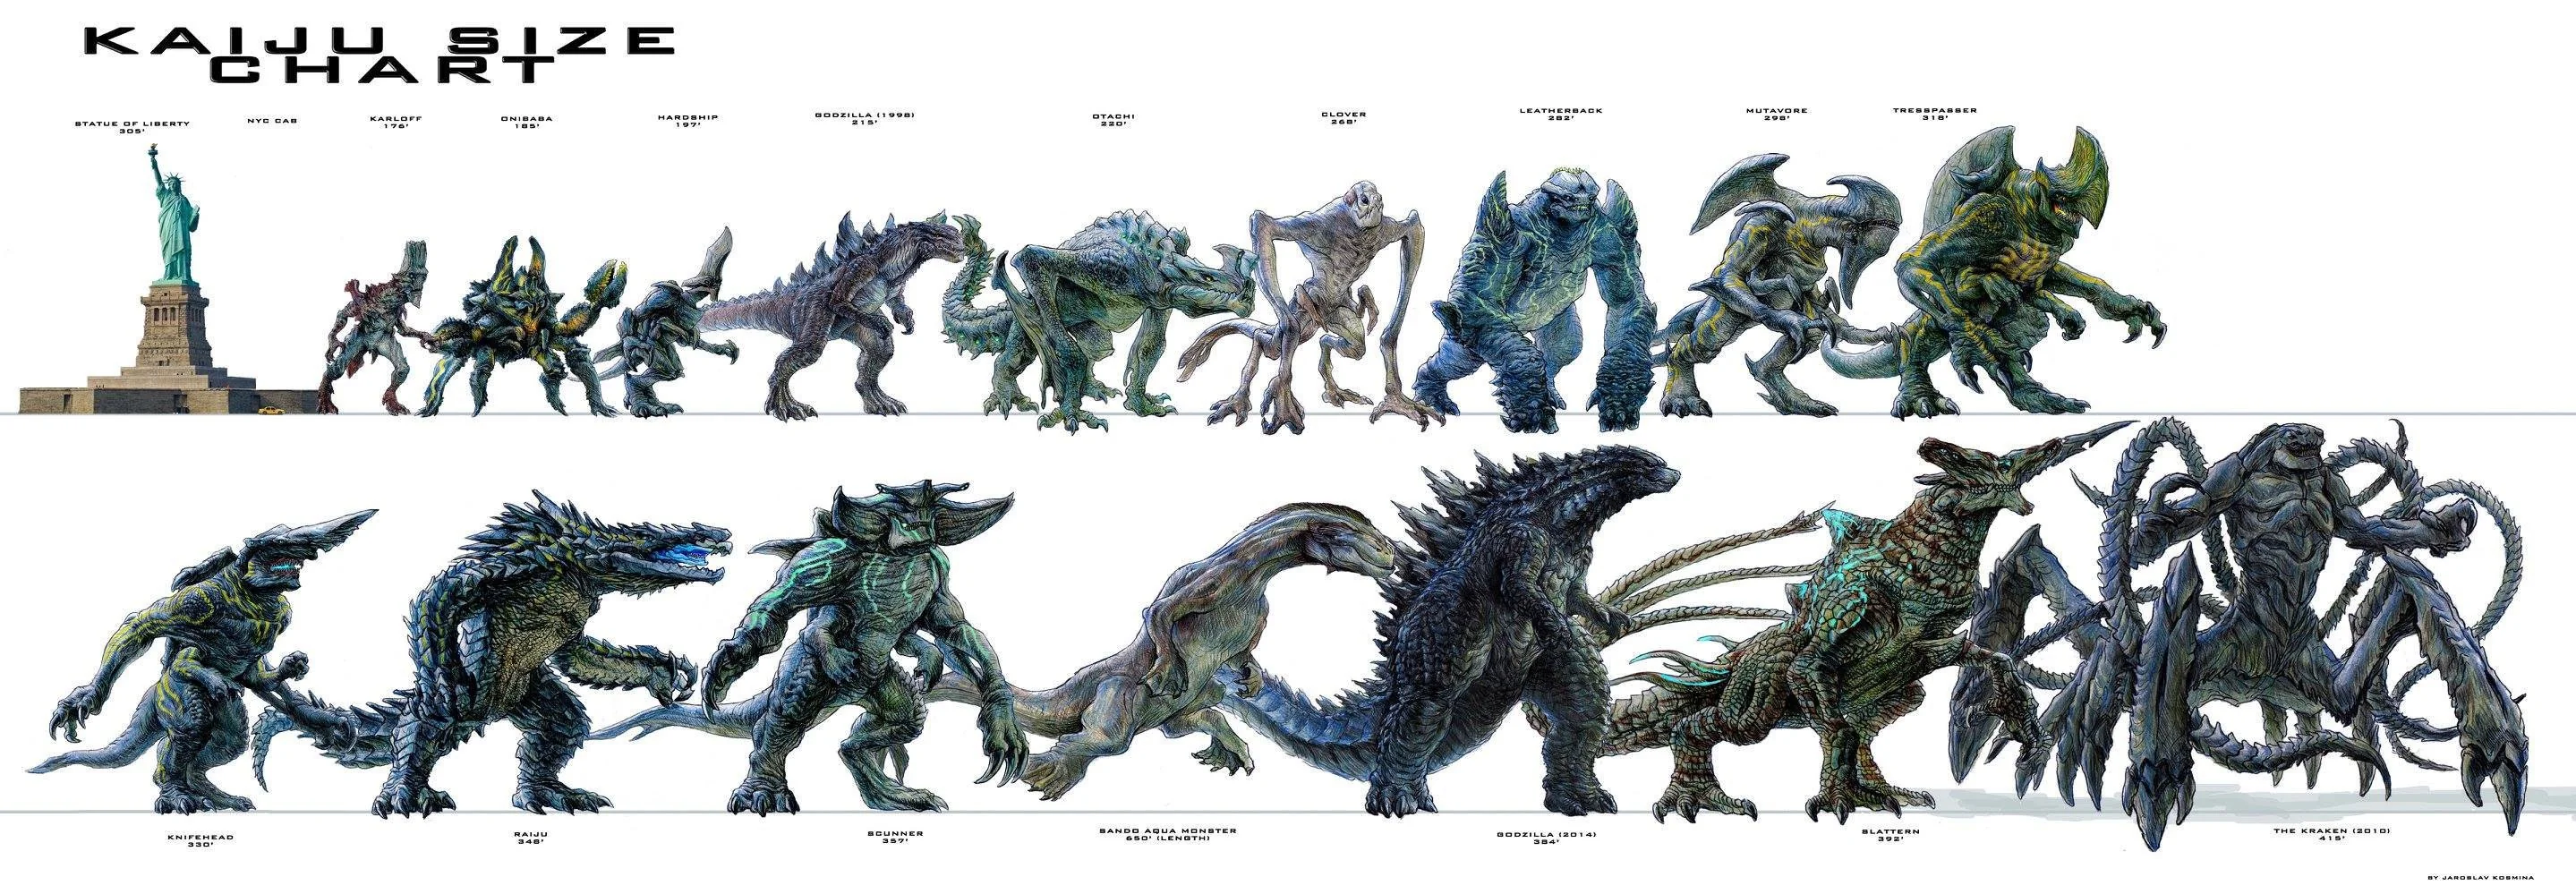 KAIJU SIZE
CHART
STATUE OF LIBERTY
305'
NYC CAB
KARLOFF
176'
ONIBABA
185'
HARDSHIP
197'
GODZILLA (1998)
215'
OTACHI
220'
CLOVER
268'
LEATHERBACK
282'
MUTAVORE
298'
TRESSPASSER
318'
KNIFEHEAD
330'
RAIJU
348'
SCUNNER
357'
SANDO AQUA MONSTER
650' (LENGTH)
GODZILLA (2014)
384'
SLATTERN
392'
THE KRAKEN (2010)
415'
BY JAROSLAV KOSMINA